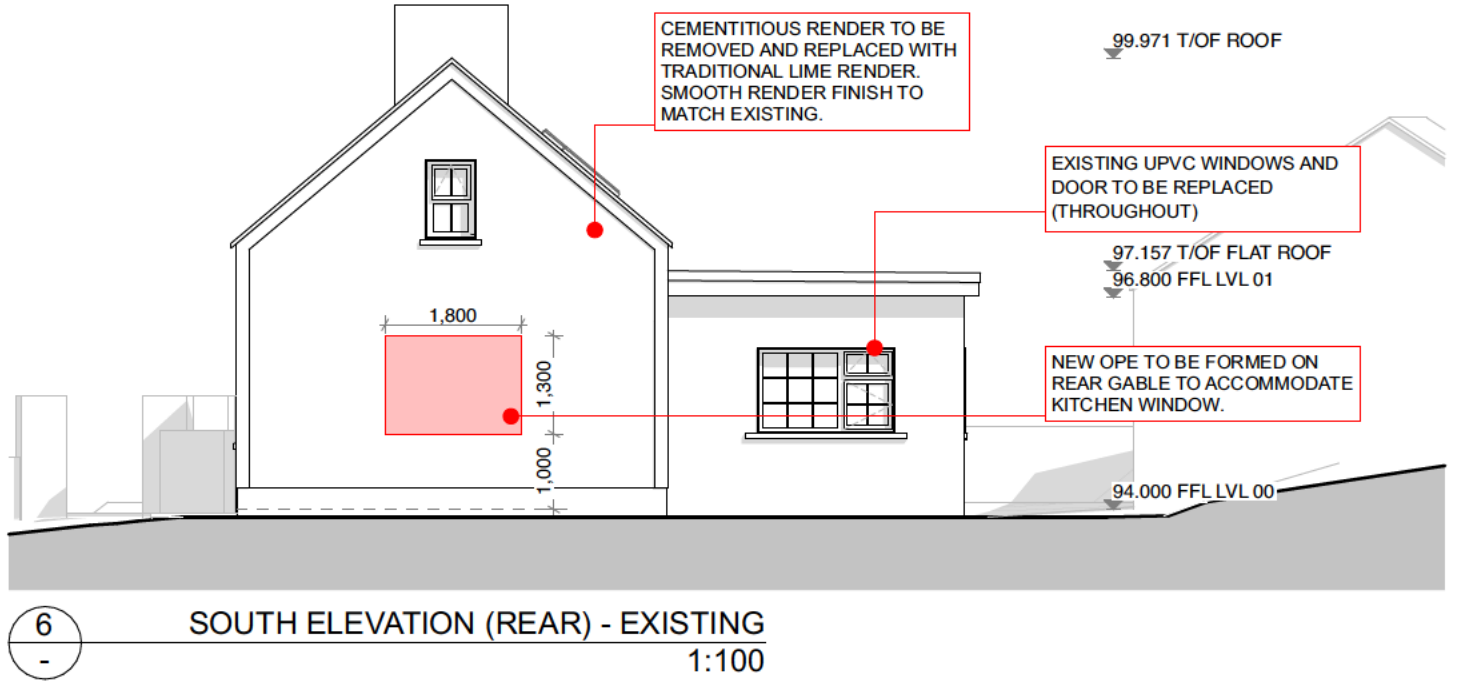 CEMENTITIOUS RENDER TO BE
REMOVED AND REPLACED WITH
TRADITIONAL LIME RENDER.
SMOOTH RENDER FINISH TO
MATCH EXISTING.
99.971 T/OF ROOF
EXISTING UPVC WINDOWS AND
DOOR TO BE REPLACED
(THROUGHOUT)
97.157 T/OF FLAT ROOF
96.800 FFL LVL 01
1,800
1,300
NEW OPE TO BE FORMED ON
REAR GABLE TO ACCOMMODATE
KITCHEN WINDOW.
1,000
94.000 FFL LVL 00
6
-
SOUTH ELEVATION (REAR) - EXISTING
1:100